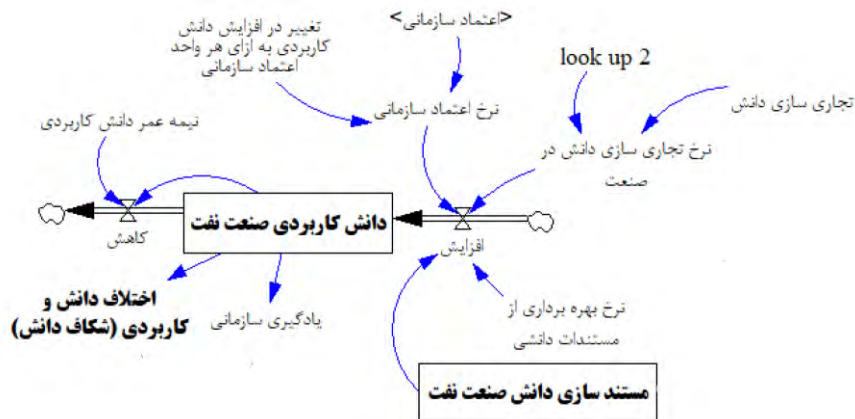 تغییر در افزایش دانش
کاربردی به ازای هر واحد
اعتماد سازمانی
<اعتماد سازمانی>
look up 2
تجاری سازی دانش
نیمه عمر دانش کاربردی
نرخ اعتماد سازمانی
نرخ تجاری سازی دانش در
صنعت
دانش کاربردی صنعت نفت
کاهش
افزایش
اختلاف دانش و
کاربردی (شکاف دانش)
یادگیری سازمانی
نرخ بهره برداری از
مستندات دانشی
مستند سازی دانش صنعت نفت